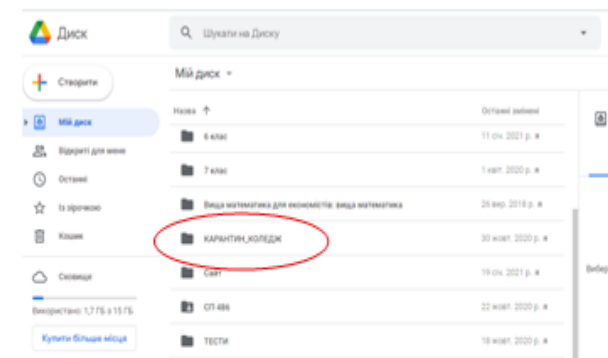 Диск
Шукати на Диску
Створити
Мій диск
Назва ↑
Останні змінені
Мій диск
6 клас
11 січ. 2021 р. я
Відкриті для мене
7 клас
1 квіт. 2020 р. я
Останні
Із зірочкою
Вища математика для економістів: вища математика
26 вер. 2018 р. я
Кошик
КАРАНТИН_КОЛЕДЖ
30 жовт. 2020 р. я
Сховище
Сайт
19 січ. 2021 р. я
Вибер
Використано: 1,7 ГБ з 15 ГБ
СП 486
22 жовт. 2020 р. я
Купити більше місця
ТЕСТИ
18 жовт. 2020 р. я